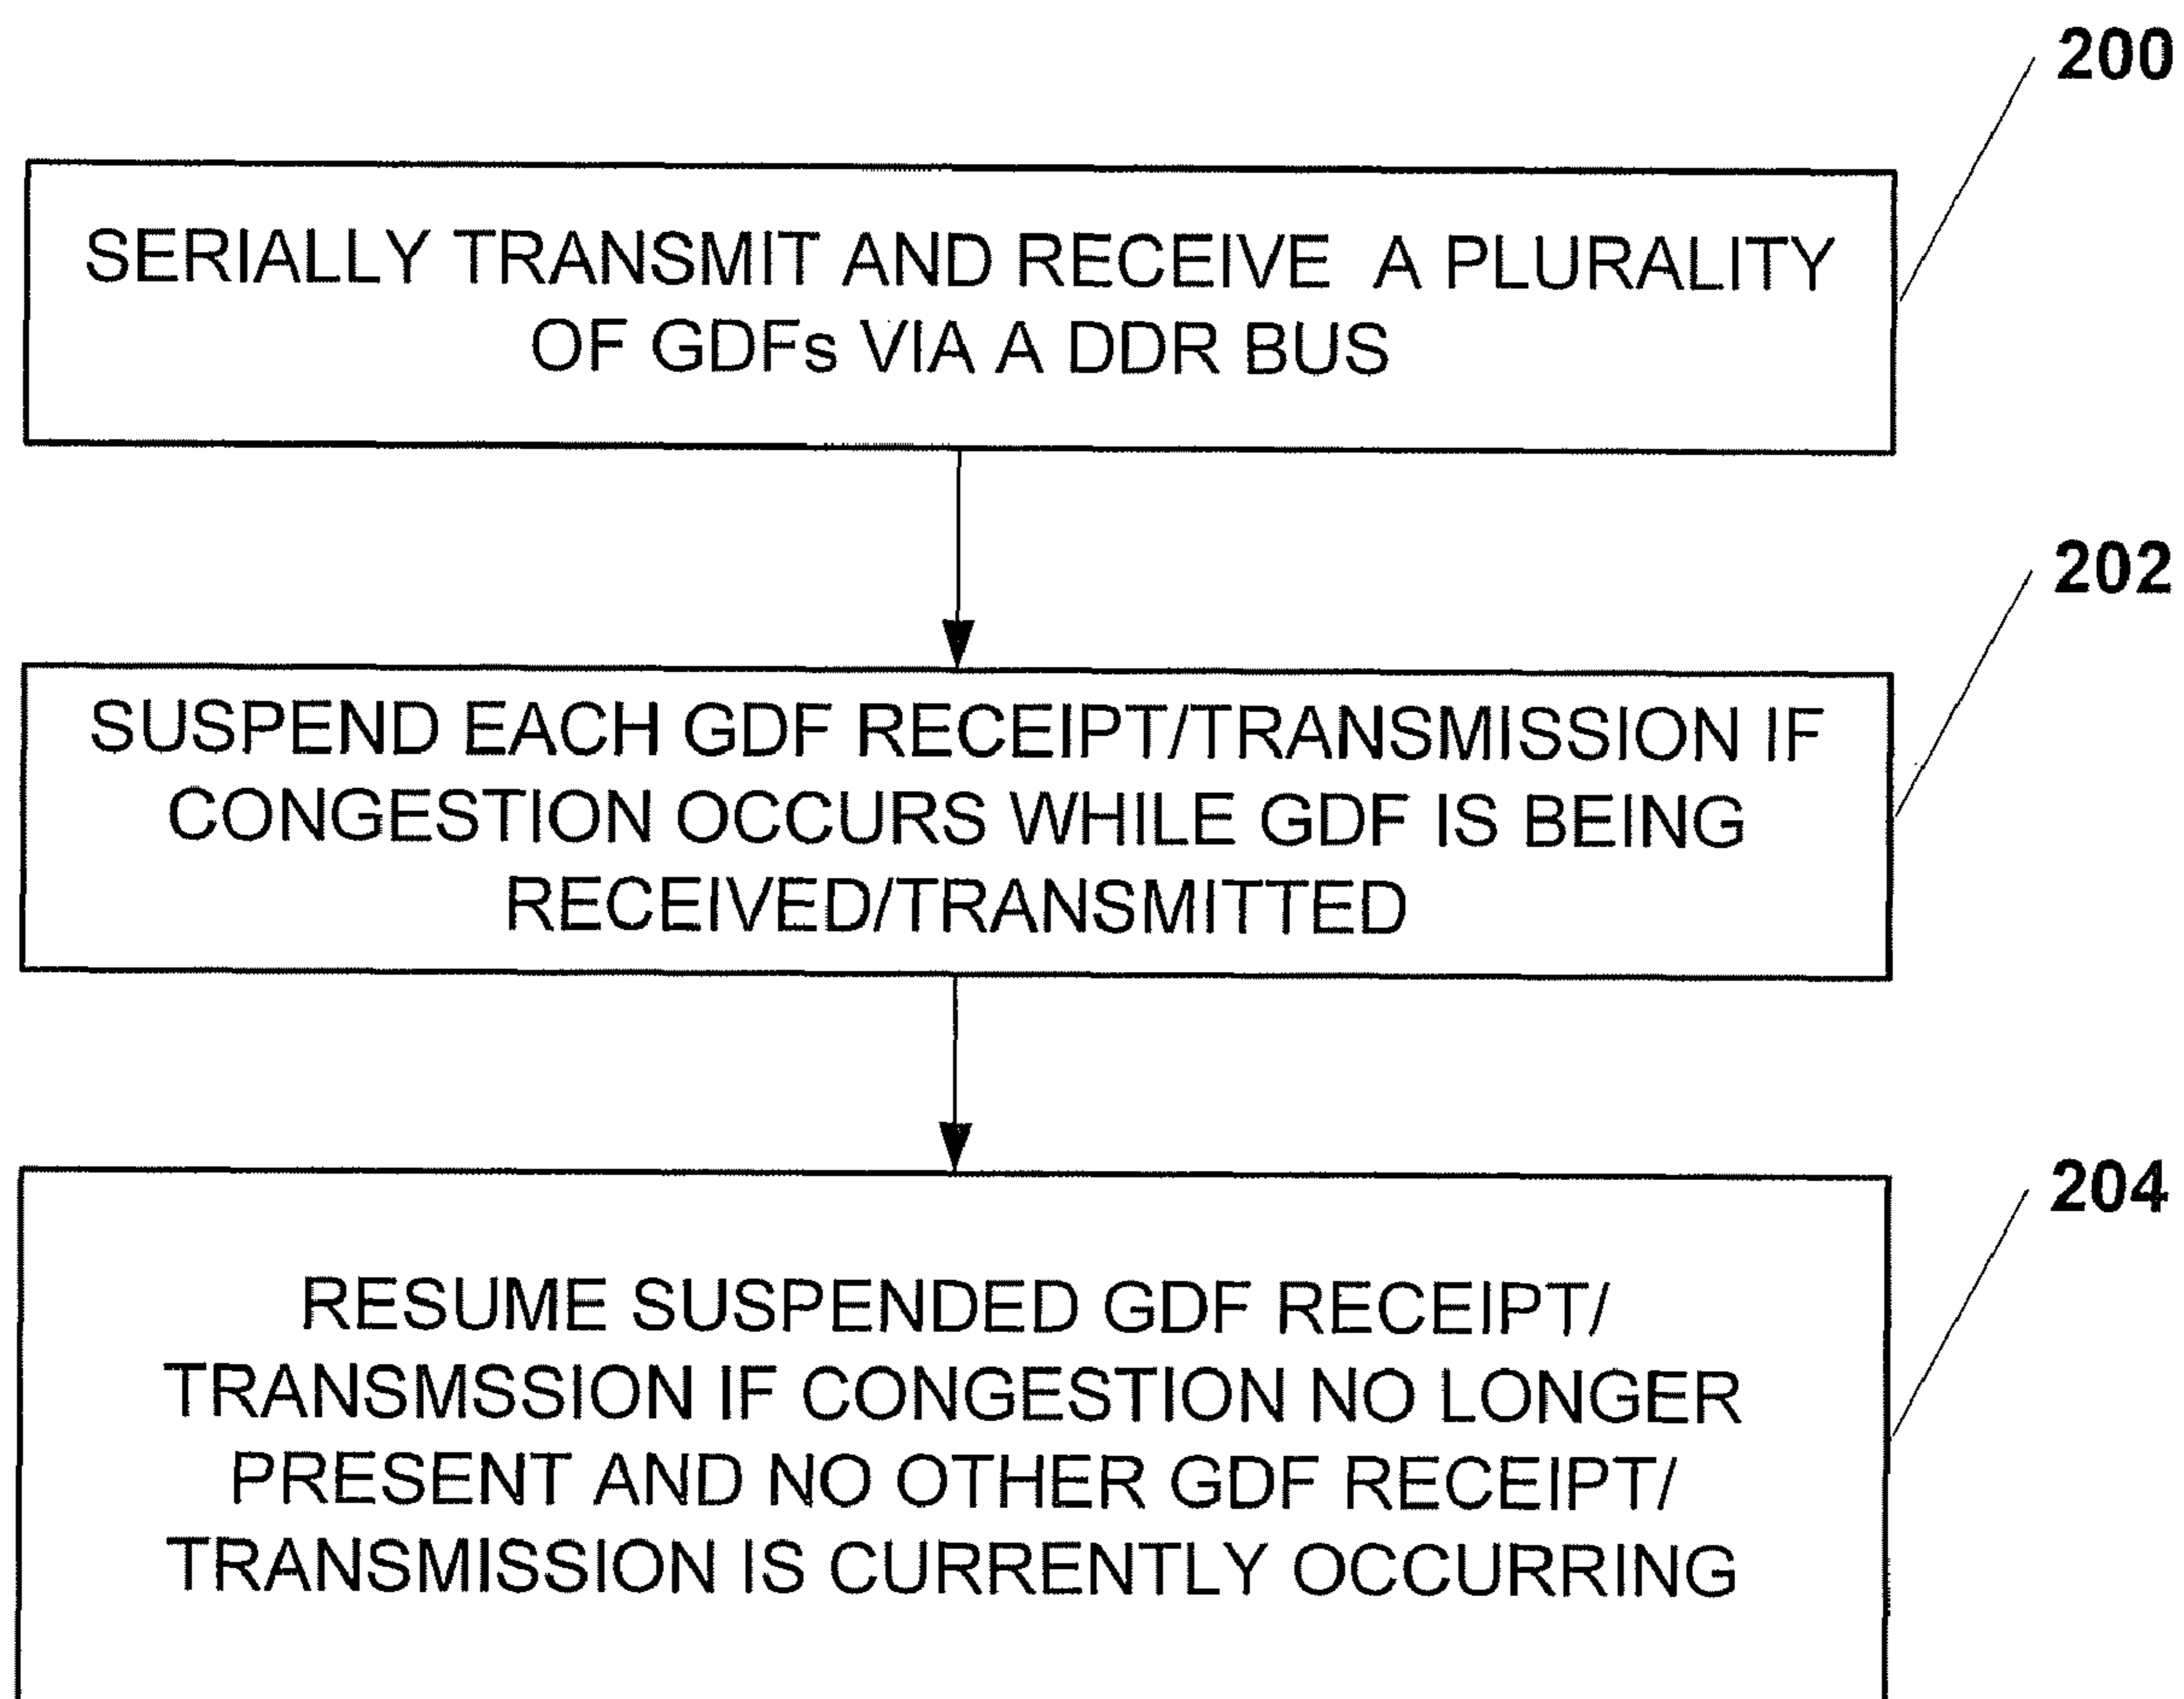 200
SERIALLY TRANSMIT AND RECEIVE A PLURALITY
OF GDFs VIA A DDR BUS
202
SUSPEND EACH GDF RECEIPT/TRANSMISSION IF
CONGESTION OCCURS WHILE GDF IS BEING
RECEIVED/TRANSMITTED
204
RESUME SUSPENDED GDF RECEIPT/
TRANSMSSION IF CONGESTION NO LONGER
PRESENT AND NO OTHER GDF RECEIPT/
TRANSMISSION IS CURRENTLY OCCURRING